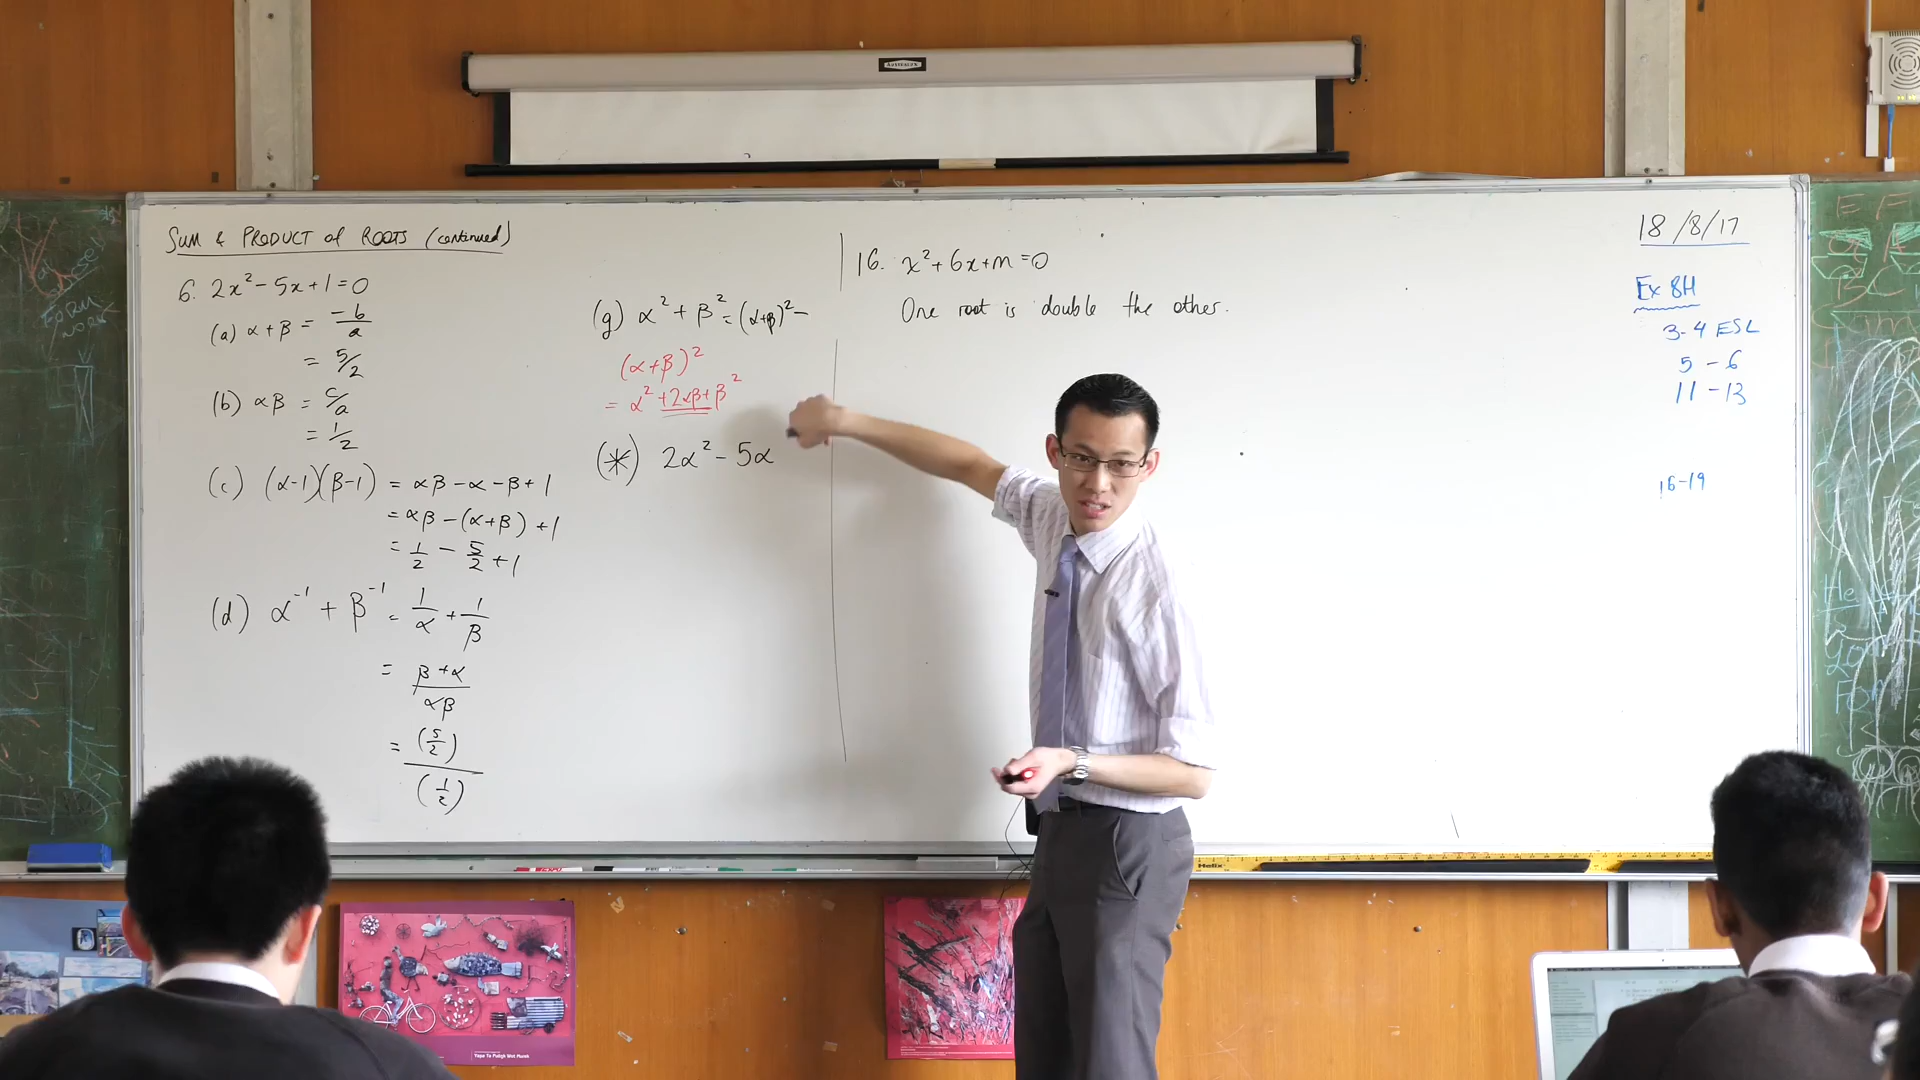 AUSTRALUX
SUM & PRODUCT of ROOTS (continued)
6. 2x² - 5x + 1 = 0
(a) α + β = -b/a
= 5/2
(b) αβ = c/a
= 1/2
(c) (α-1)(β-1) = αβ - α - β + 1
= αβ - (α+β) + 1
= 1/2 - 5/2 + 1
(d) α⁻¹ + β⁻¹ = 1/α + 1/β
= β+α/αβ
= (5/2)/(1/2)
(g) α² + β² = (α+β)² -
(α+β)²
= α² + 2αβ + β²
(*) 2α² - 5α
16. x² + 6x + m = 0
One root is double the other.
18/8/17
Ex 8H
3-4 ESL
5-6
11-13
16-19
FORM
Helix